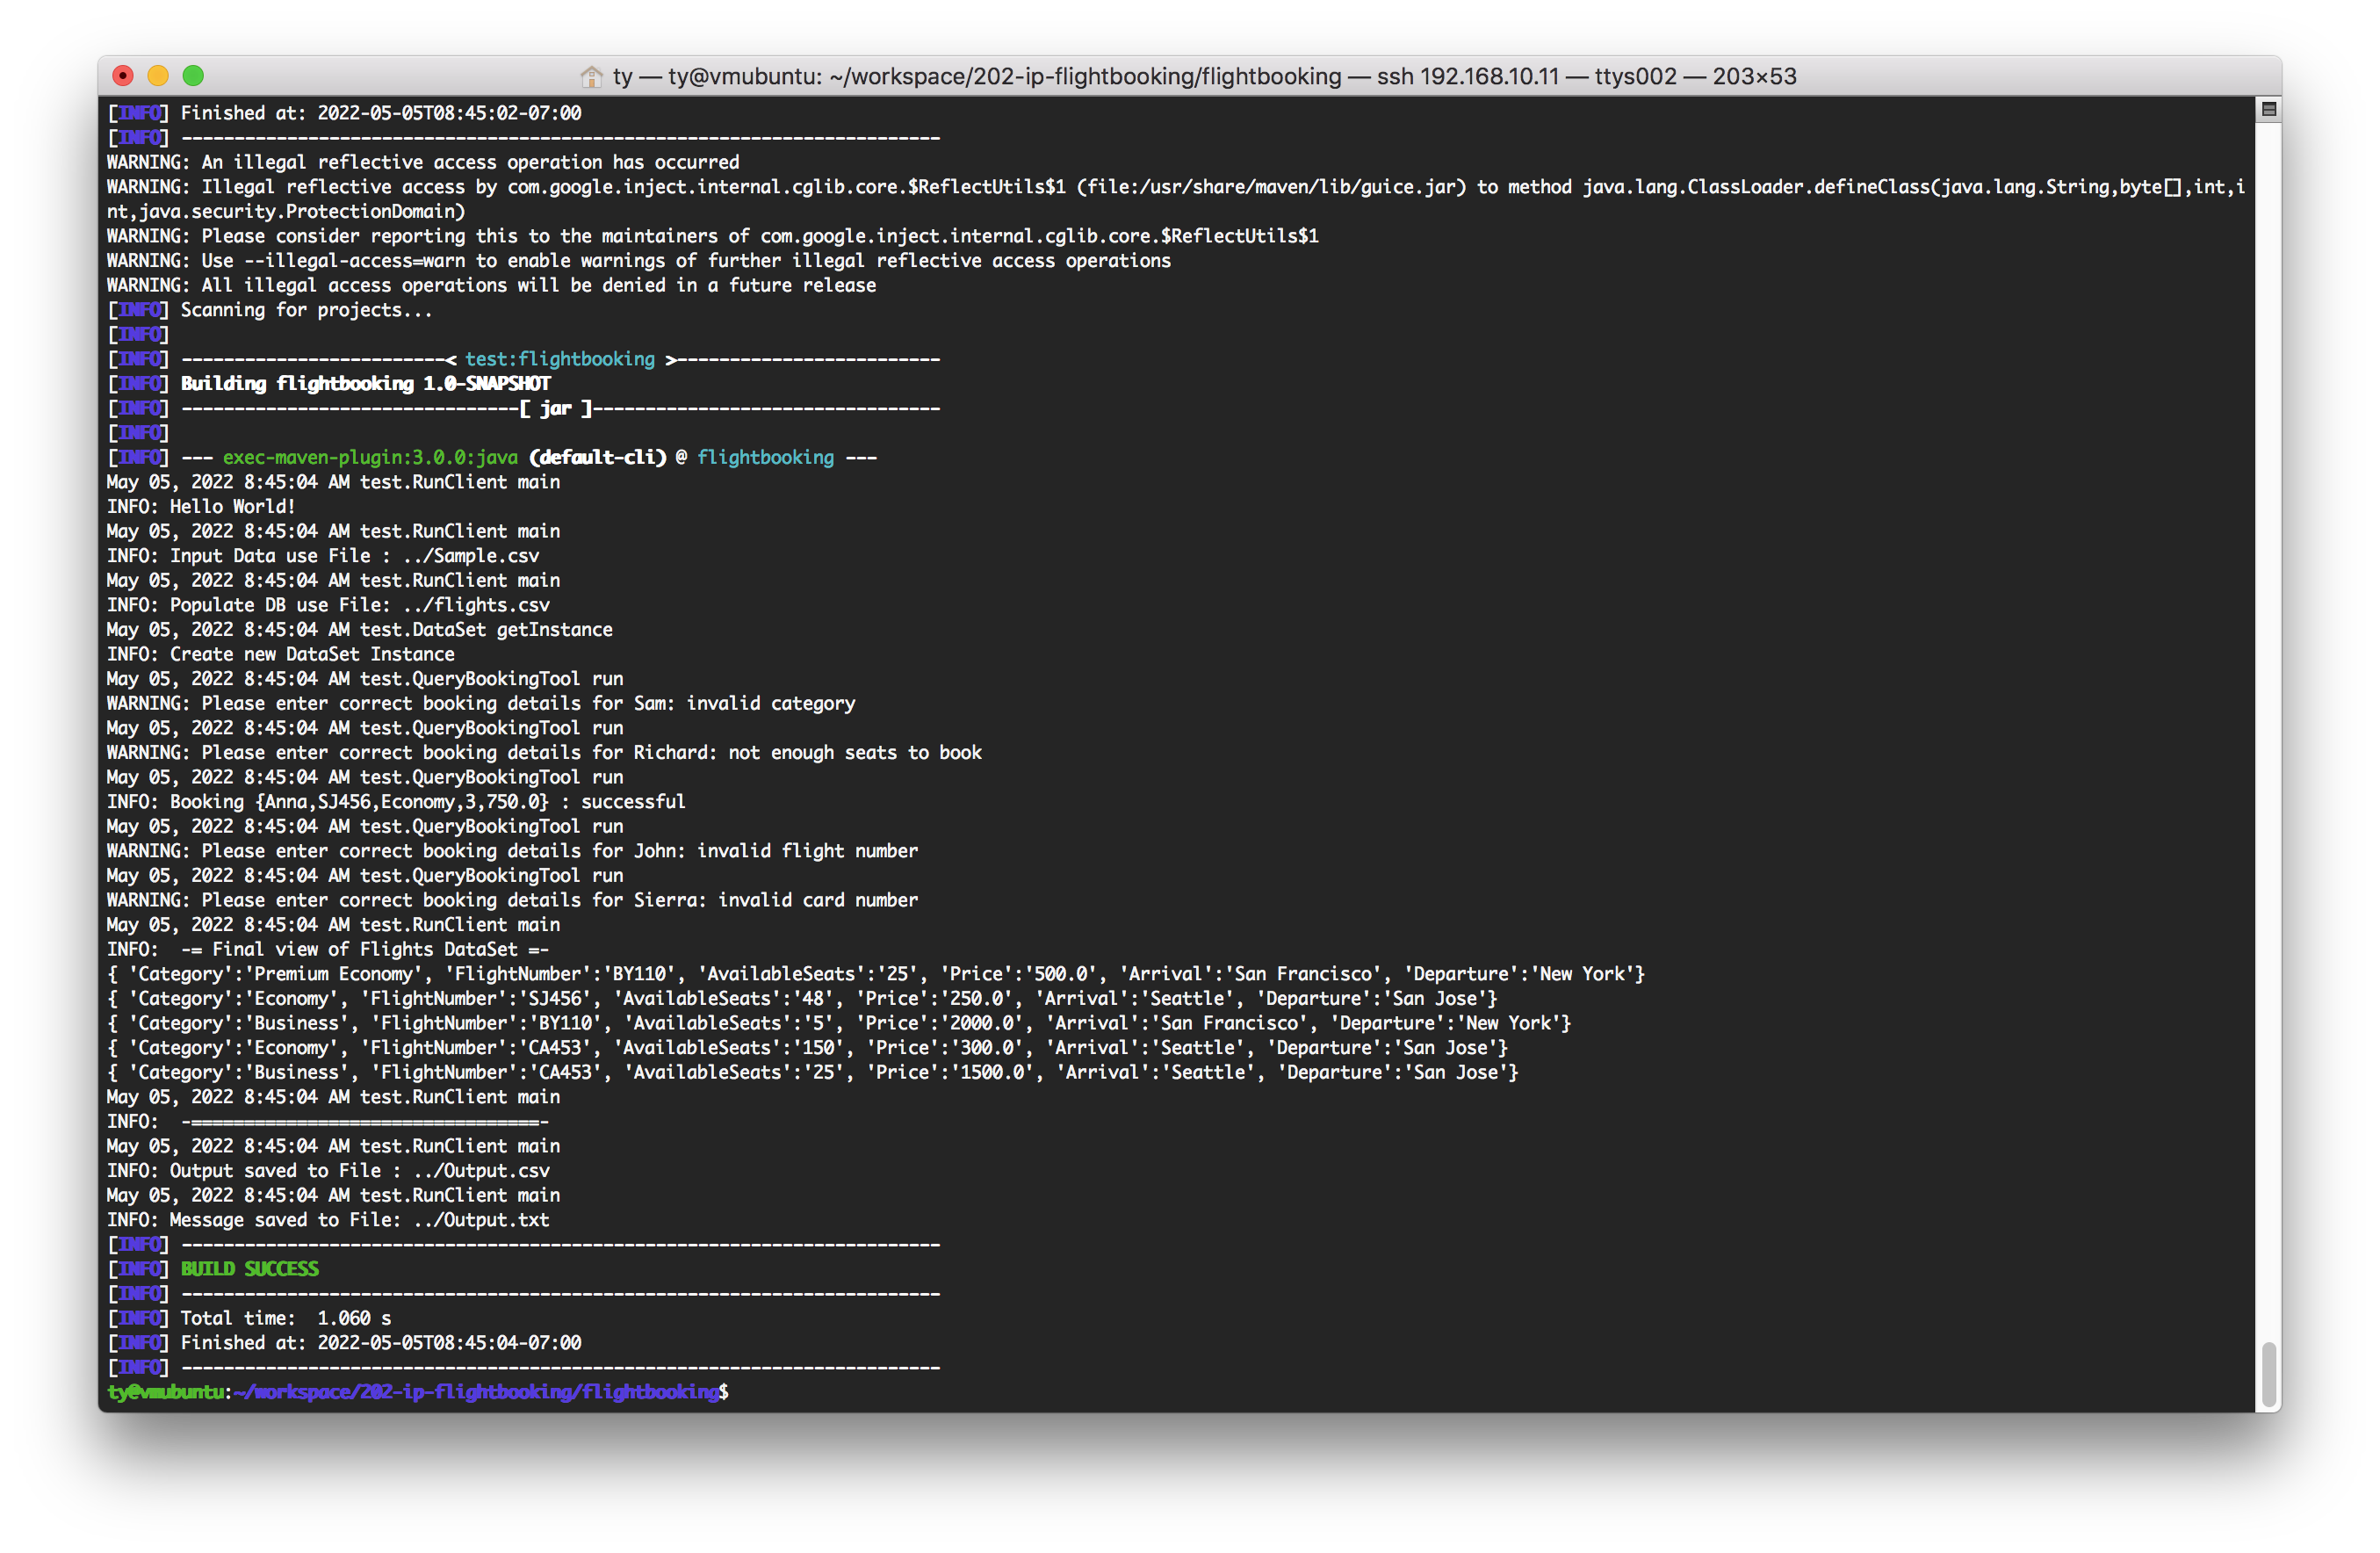 ty — ty@vmubuntu: ~/workspace/202-ip-flightbooking/flightbooking — ssh 192.168.10.11 — ttys002 — 203×53
[INFO] Finished at: 2022-05-05T08:45:02-07:00
[INFO] ------------------------------------------------------------------------
WARNING: An illegal reflective access operation has occurred
WARNING: Illegal reflective access by com.google.inject.internal.cglib.core.$ReflectUtils$1 (file:/usr/share/maven/lib/guice.jar) to method java.lang.ClassLoader.defineClass(java.lang.String,byte[],int,i
nt,java.security.ProtectionDomain)
WARNING: Please consider reporting this to the maintainers of com.google.inject.internal.cglib.core.$ReflectUtils$1
WARNING: Use --illegal-access=warn to enable warnings of further illegal reflective access operations
WARNING: All illegal access operations will be denied in a future release
[INFO] Scanning for projects...
[INFO]
[INFO] -------------------------< test:flightbooking >-------------------------
[INFO] Building flightbooking 1.0-SNAPSHOT
[INFO] --------------------------------[ jar ]---------------------------------
[INFO]
[INFO] --- exec-maven-plugin:3.0.0:java (default-cli) @ flightbooking ---
May 05, 2022 8:45:04 AM test.RunClient main
INFO: Hello World!
May 05, 2022 8:45:04 AM test.RunClient main
INFO: Input Data use File : ../Sample.csv
May 05, 2022 8:45:04 AM test.RunClient main
INFO: Populate DB use File: ../flights.csv
May 05, 2022 8:45:04 AM test.DataSet getInstance
INFO: Create new DataSet Instance
May 05, 2022 8:45:04 AM test.QueryBookingTool run
WARNING: Please enter correct booking details for Sam: invalid category
May 05, 2022 8:45:04 AM test.QueryBookingTool run
WARNING: Please enter correct booking details for Richard: not enough seats to book
May 05, 2022 8:45:04 AM test.QueryBookingTool run
INFO: Booking {Anna,SJ456,Economy,3,750.0} : successful
May 05, 2022 8:45:04 AM test.QueryBookingTool run
WARNING: Please enter correct booking details for John: invalid flight number
May 05, 2022 8:45:04 AM test.QueryBookingTool run
WARNING: Please enter correct booking details for Sierra: invalid card number
May 05, 2022 8:45:04 AM test.RunClient main
INFO:  -= Final view of Flights DataSet =-
{ 'Category':'Premium Economy', 'FlightNumber':'BY110', 'AvailableSeats':'25', 'Price':'500.0', 'Arrival':'San Francisco', 'Departure':'New York'}
{ 'Category':'Economy', 'FlightNumber':'SJ456', 'AvailableSeats':'48', 'Price':'250.0', 'Arrival':'Seattle', 'Departure':'San Jose'}
{ 'Category':'Business', 'FlightNumber':'BY110', 'AvailableSeats':'5', 'Price':'2000.0', 'Arrival':'San Francisco', 'Departure':'New York'}
{ 'Category':'Economy', 'FlightNumber':'CA453', 'AvailableSeats':'150', 'Price':'300.0', 'Arrival':'Seattle', 'Departure':'San Jose'}
{ 'Category':'Business', 'FlightNumber':'CA453', 'AvailableSeats':'25', 'Price':'1500.0', 'Arrival':'Seattle', 'Departure':'San Jose'}
May 05, 2022 8:45:04 AM test.RunClient main
INFO:  -=================================-
May 05, 2022 8:45:04 AM test.RunClient main
INFO: Output saved to File : ../Output.csv
May 05, 2022 8:45:04 AM test.RunClient main
INFO: Message saved to File: ../Output.txt
[INFO] ------------------------------------------------------------------------
[INFO] BUILD SUCCESS
[INFO] ------------------------------------------------------------------------
[INFO] Total time:  1.060 s
[INFO] Finished at: 2022-05-05T08:45:04-07:00
[INFO] ------------------------------------------------------------------------
ty@vmubuntu:~/workspace/202-ip-flightbooking/flightbooking$